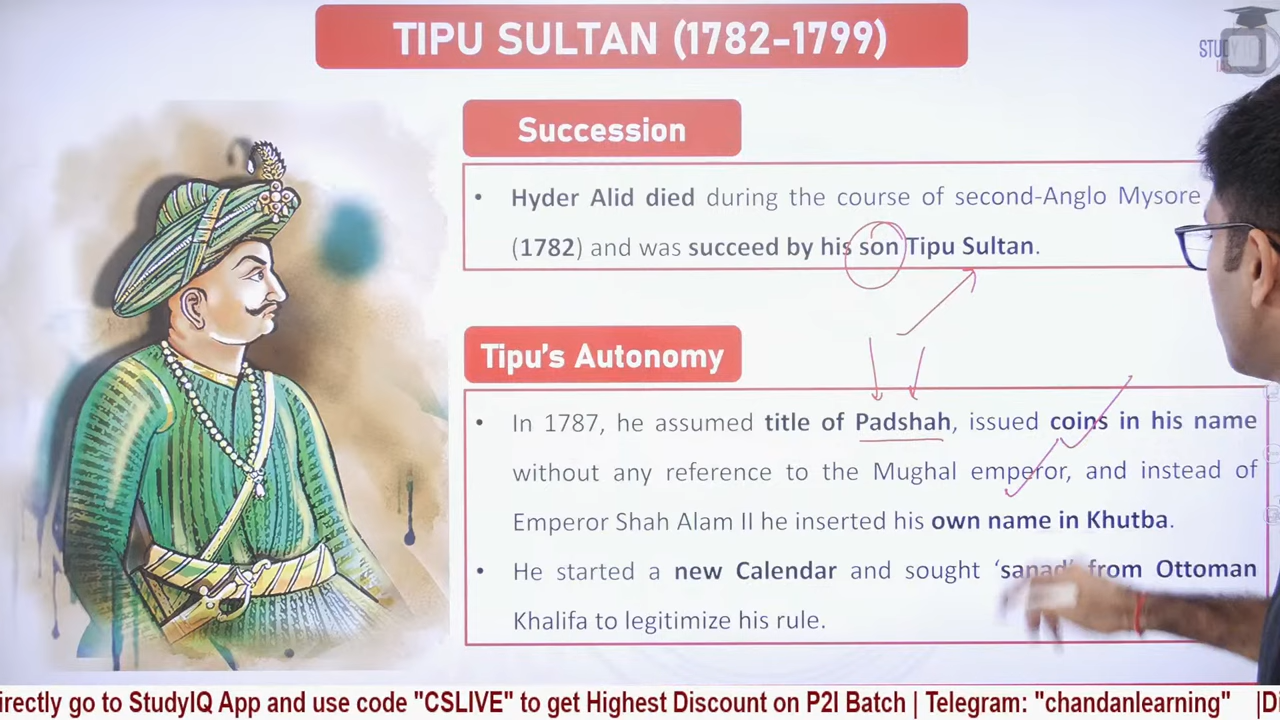 TIPU SULTAN (1782-1799)
STUDY
Succession
• Hyder Alid died during the course of second-Anglo Mysore
(1782) and was succeed by his son Tipu Sultan.
Tipu's Autonomy
• In 1787, he assumed title of Padshah, issued coins in his name
without any reference to the Mughal emperor, and instead of
Emperor Shah Alam II he inserted his own name in Khutba.
• He started a new Calendar and sought 'sanad' from Ottoman
Khalifa to legitimize his rule.
irectly go to StudyIQ App and use code "CSLIVE" to get Highest Discount on P2I Batch | Telegram: "chandanlearning" |Di